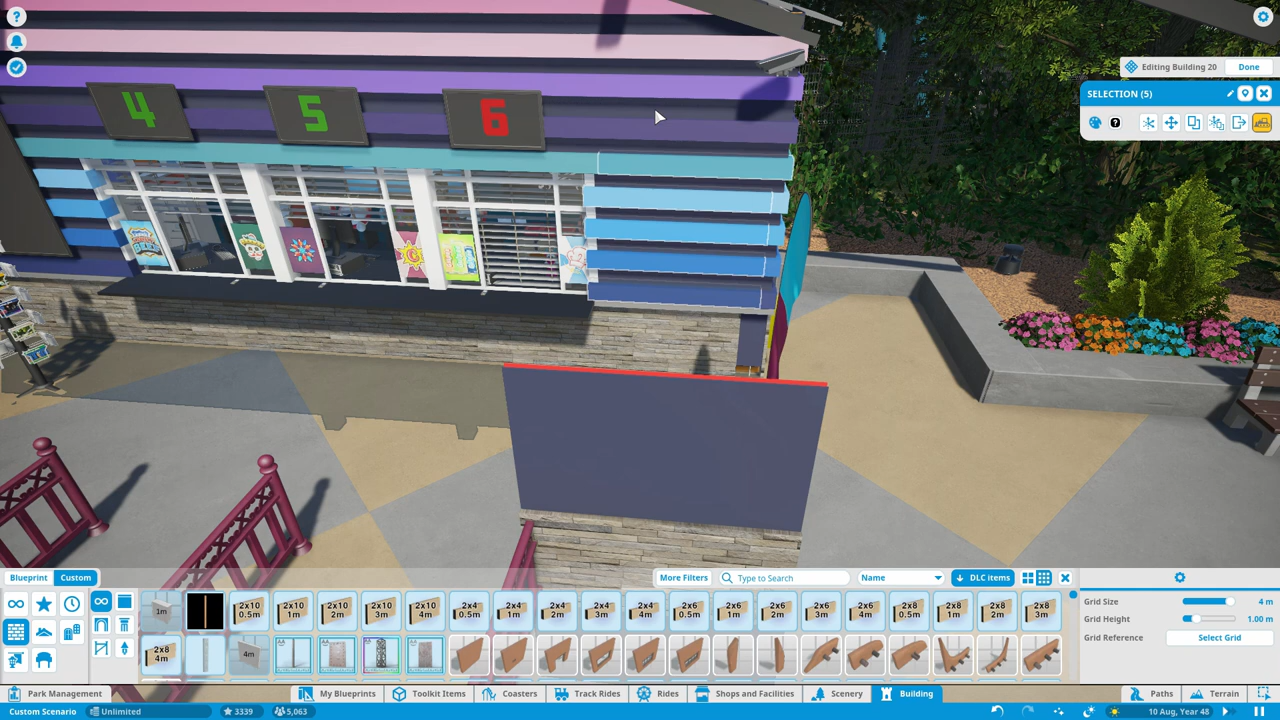 ?
Editing Building 20 Done
SELECTION (5)
?
4 5 6
Blueprint Custom
More Filters Type to Search Name DLC items
1m 2x10 0.5m 2x10 1m 2x10 2m 2x10 3m 2x10 4m 2x4 0.5m 2x4 1m 2x4 2m 2x4 3m 2x4 4m 2x6 0.5m 2x6 1m 2x6 2m 2x6 3m 2x6 4m 2x8 0.5m 2x8 1m 2x8 2m 2x8 3m
2x8 4m 4m
Grid Size 4 m
Grid Height 1.00 m
Grid Reference Select Grid
Park Management My Blueprints Toolkit Items Coasters Track Rides Rides Shops and Facilities Scenery Building Paths Terrain
Custom Scenario Unlimited 3339 5,063 10 Aug, Year 48